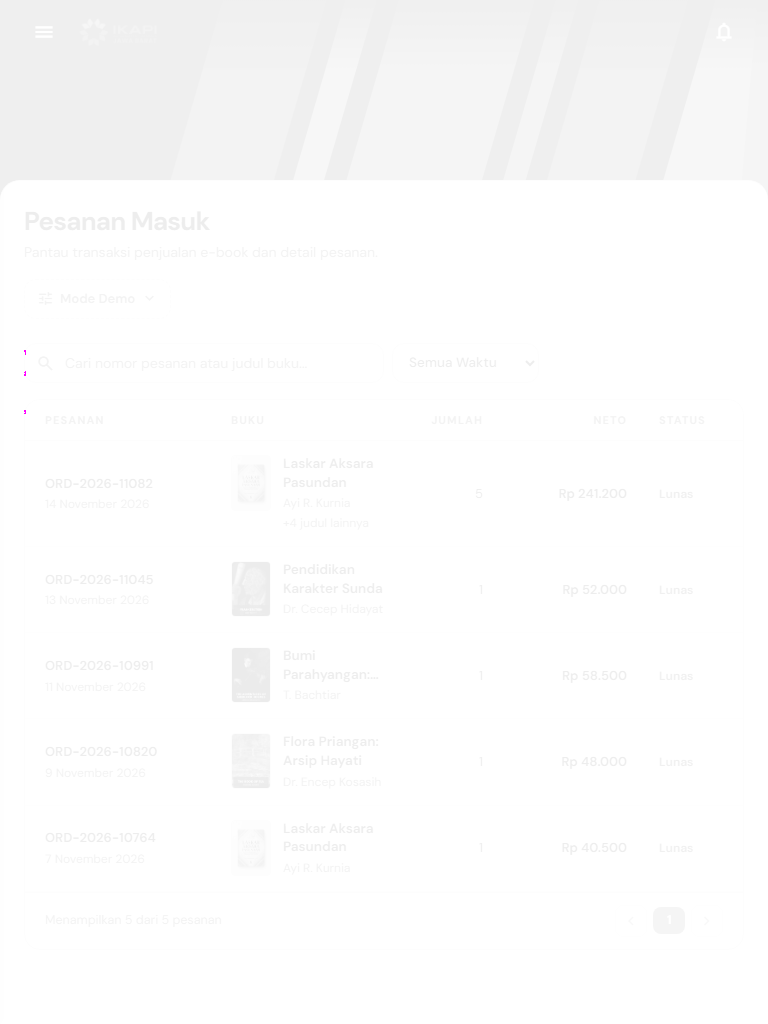 IKAPI
Pesanan Masuk
Pantau transaksi penjualan e-book dan detail pesanan.
Mode Demo
Cari nomor pesanan atau judul buku...
Semua Waktu
PESANAN BUKU JUMLAH NETO STATUS
ORD-2026-11082
14 November 2026
Laskar Aksara
Pasundan
Ayi R. Kurnia
+4 judul lainnya
5
Rp 241.200
Lunas
ORD-2026-11045
13 November 2026
Pendidikan
Karakter Sunda
Dr. Cecep Hidayat
1
Rp 52.000
Lunas
ORD-2026-10991
11 November 2026
Bumi
Parahyangan:...
T. Bachtiar
1
Rp 58.500
Lunas
ORD-2026-10820
9 November 2026
Flora Priangan:
Arsip Hayati
Dr. Encep Kosasih
1
Rp 48.000
Lunas
ORD-2026-10764
7 November 2026
Laskar Aksara
Pasundan
Ayi R. Kurnia
1
Rp 40.500
Lunas
Menampilkan 5 dari 5 pesanan
1